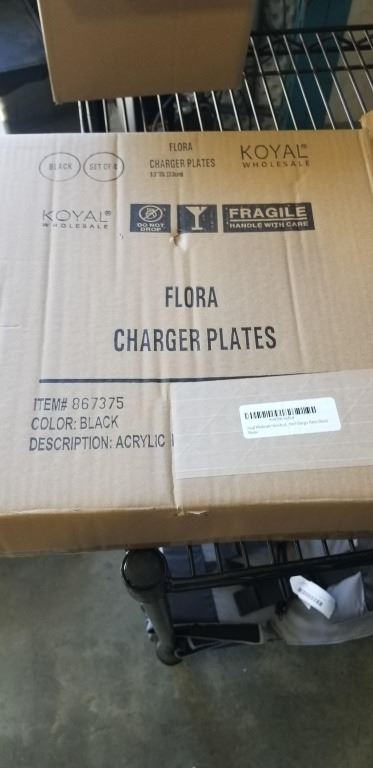 BLACK
SET OF
FLORA
CHARGER PLATES
KOYAL®
WHOLESALE
KOYAL®
WHOLESALE
DO NOT
DROP
FRAGILE
HANDLE WITH CARE
FLORA
CHARGER PLATES
ITEM# 867375
COLOR: BLACK
DESCRIPTION: ACRYLIC